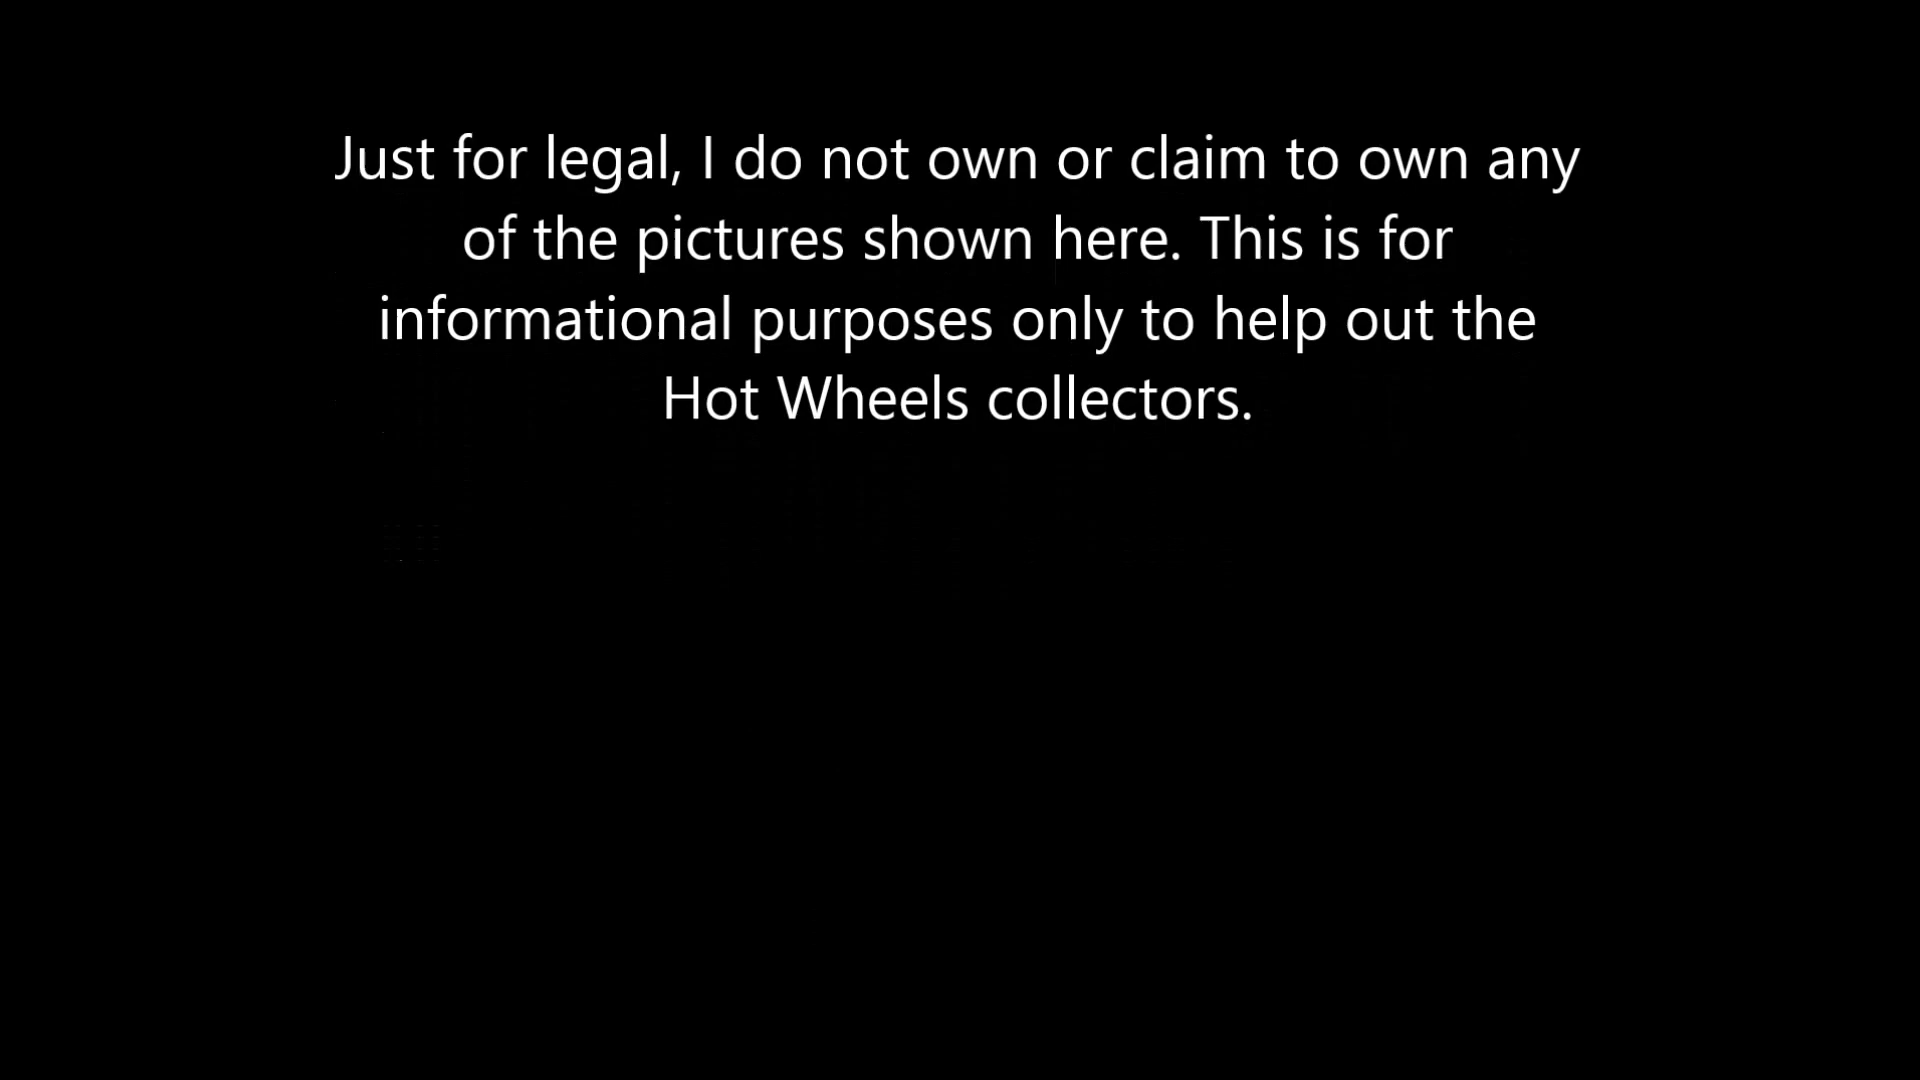 Just for legal, I do not own or claim to own any
of the pictures shown here. This is for
informational purposes only to help out the
Hot Wheels collectors.